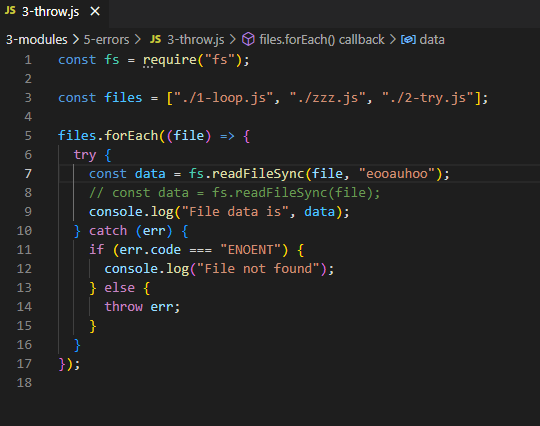 JS 3-throw.js ×
3-modules > 5-errors > JS 3-throw.js > files.forEach() callback > data
1 const fs = require("fs");
2
3 const files = ["./1-loop.js", "./zzz.js", "./2-try.js"];
4
5 files.forEach((file) => {
6   try {
7     const data = fs.readFileSync(file, "eooauhoo");
8     // const data = fs.readFileSync(file);
9     console.log("File data is", data);
10   } catch (err) {
11     if (err.code === "ENOENT") {
12       console.log("File not found");
13     } else {
14       throw err;
15     }
16   }
17 });
18